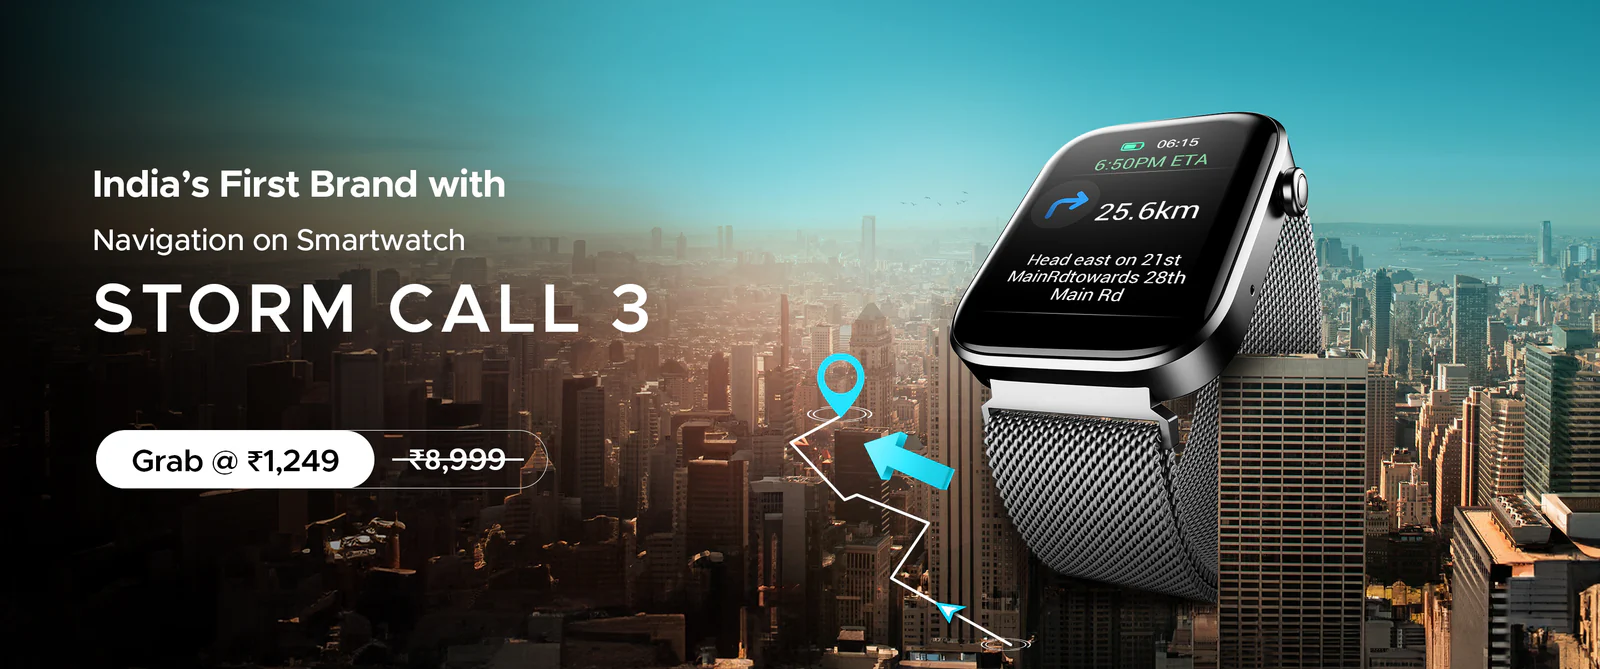 India's First Brand with
Navigation on Smartwatch
STORM CALL 3
Grab @ ₹1,249
₹8,999
06:15
6:50PM ETA
25.6km
Head east on 21st
MainRdtowards 28th
Main Rd